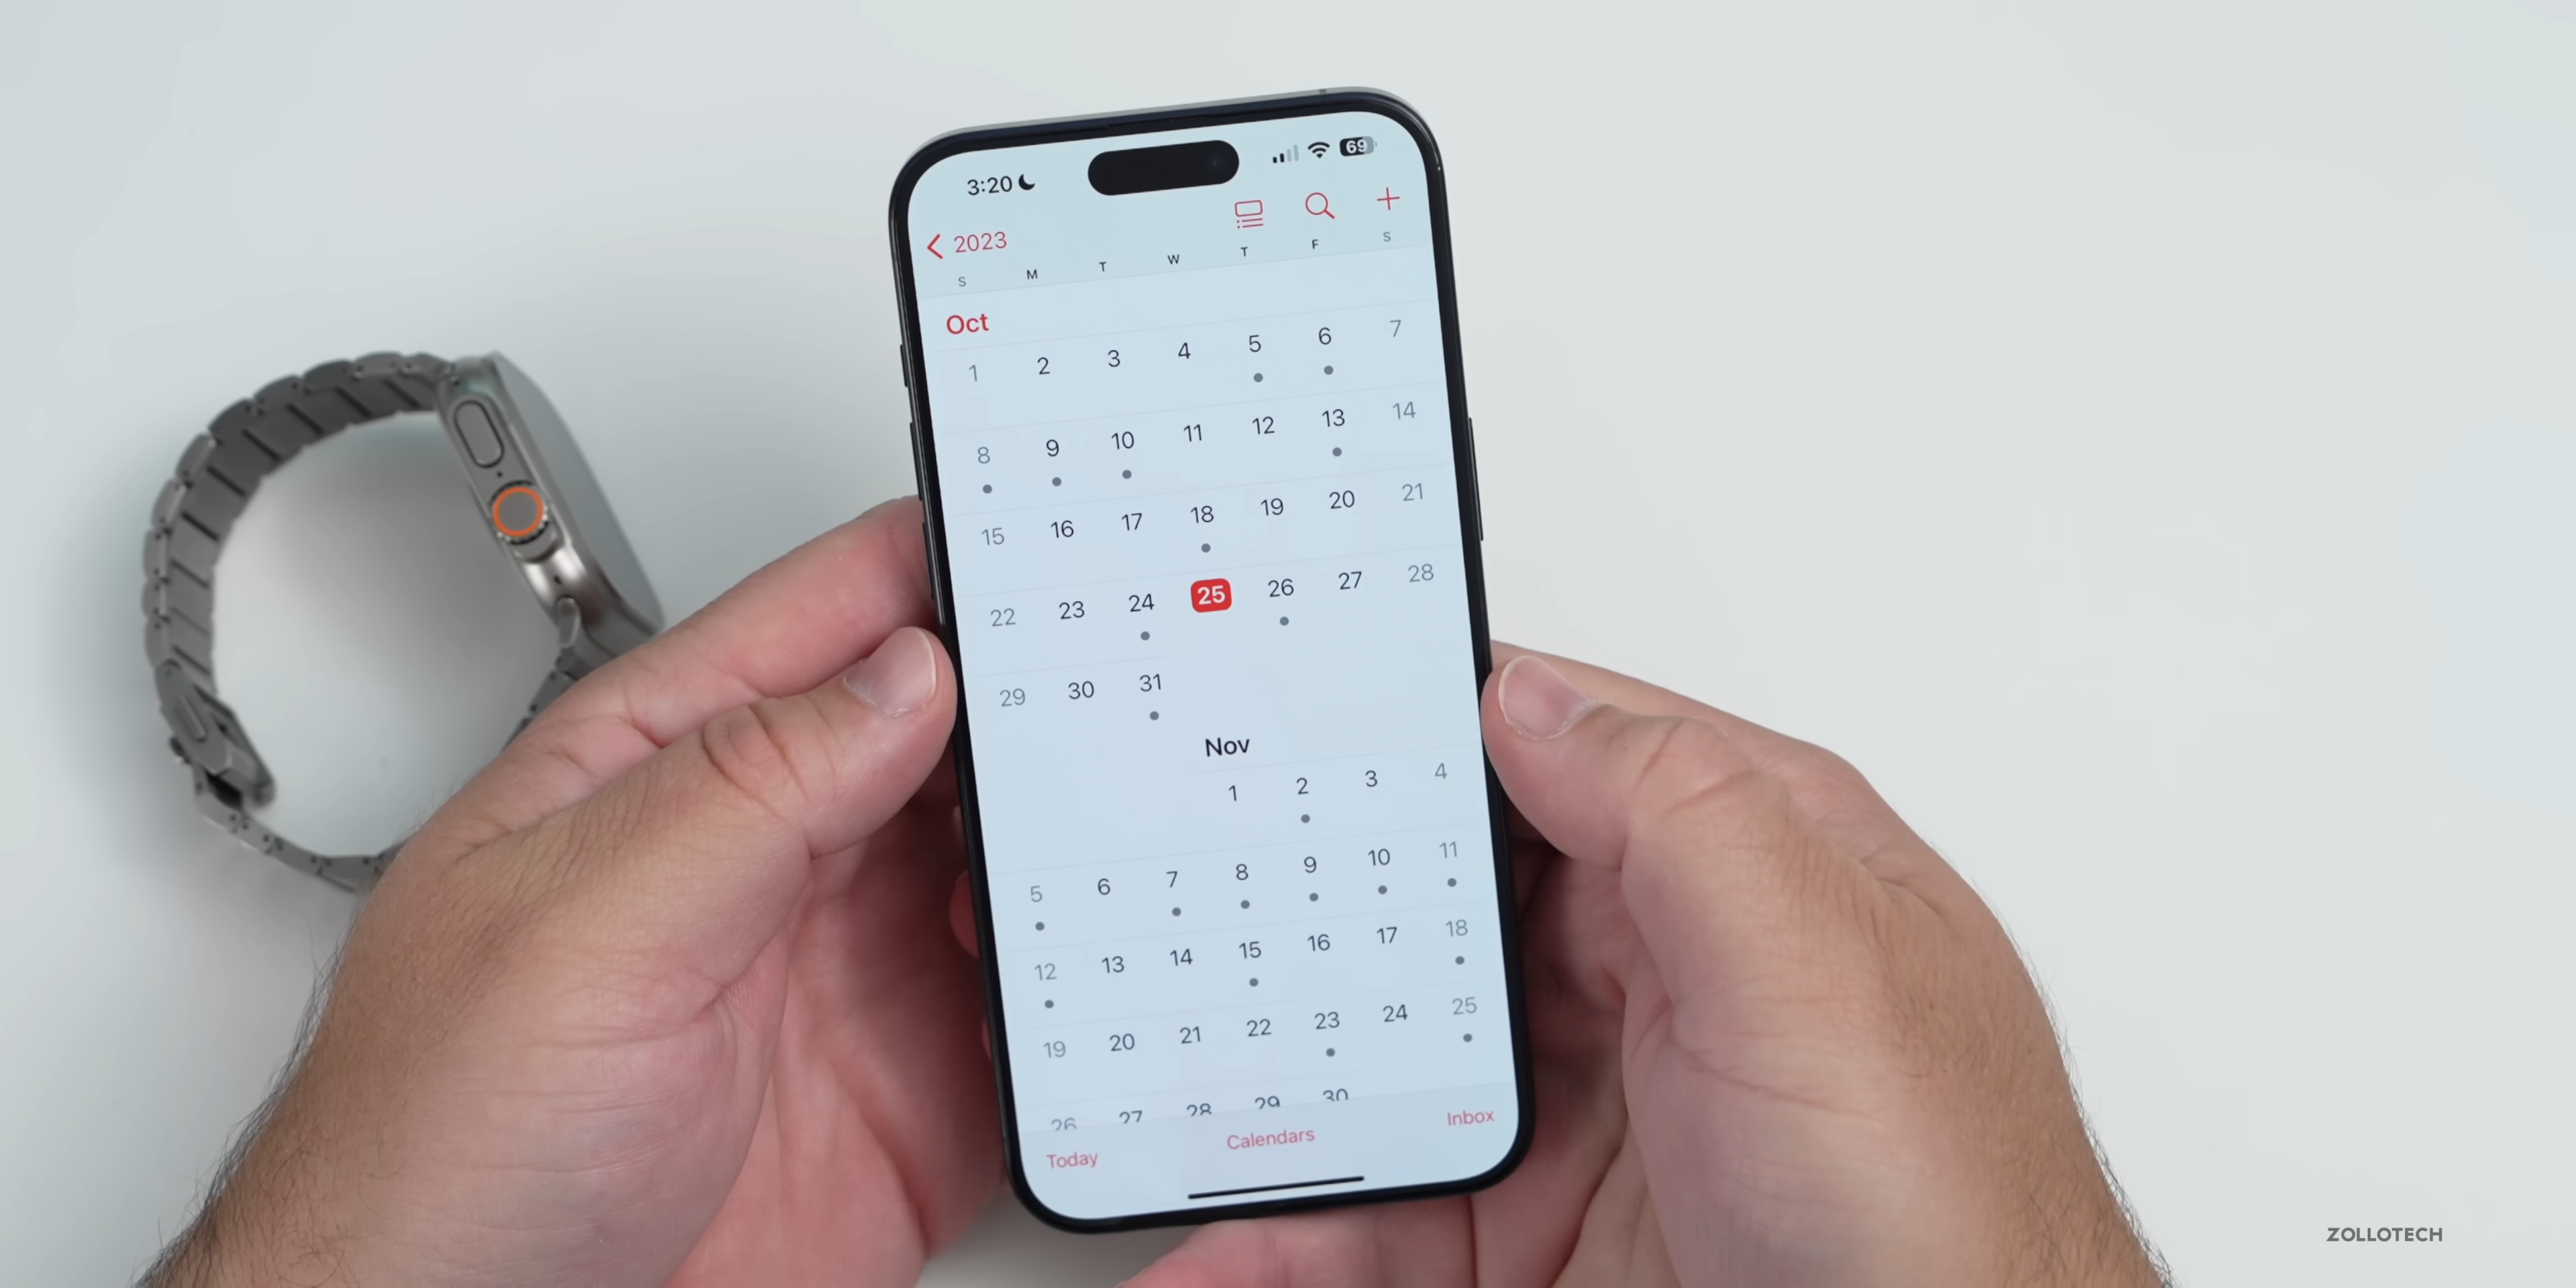 3:20 69
2023
S M T W T F S
Oct
1 2 3 4 5 6 7
8 9 10 11 12 13 14
15 16 17 18 19 20 21
22 23 24 25 26 27 28
29 30 31
Nov
1 2 3 4
5 6 7 8 9 10 11
12 13 14 15 16 17 18
19 20 21 22 23 24 25
26 27 28 29 30
Today Calendars Inbox
ZOLLOTECH